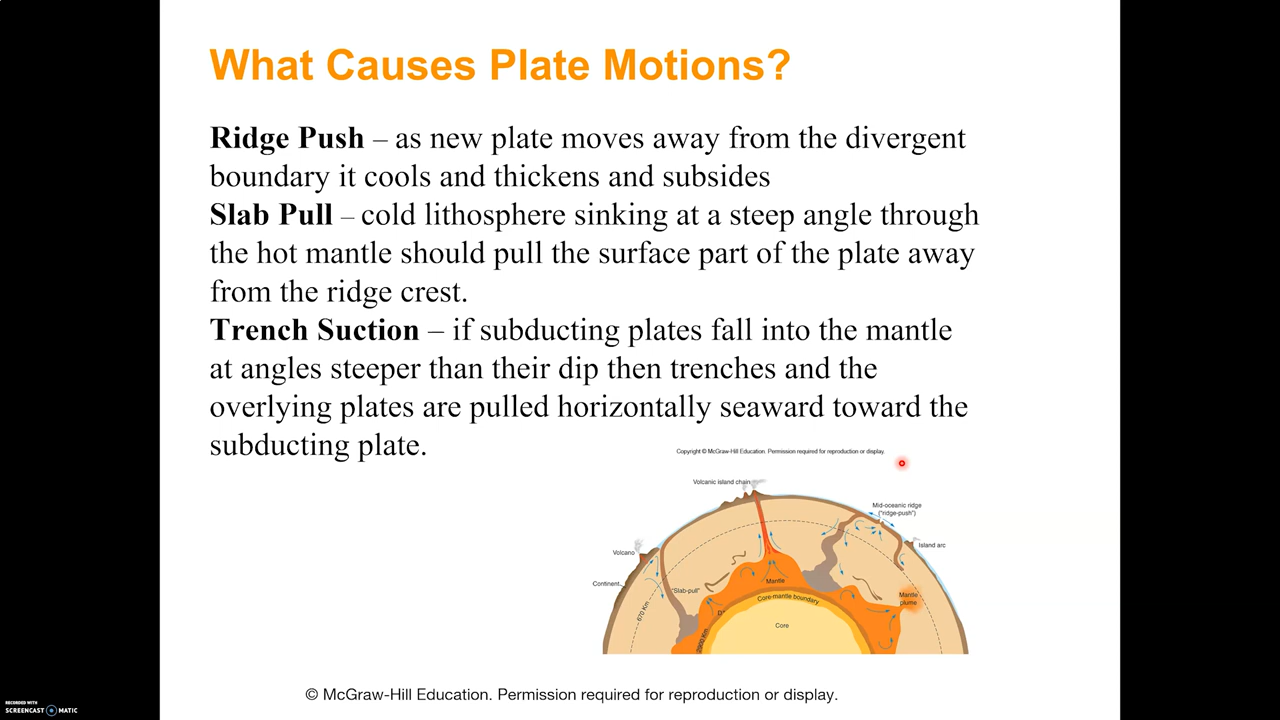 What Causes Plate Motions?
Ridge Push – as new plate moves away from the divergent
boundary it cools and thickens and subsides
Slab Pull – cold lithosphere sinking at a steep angle through
the hot mantle should pull the surface part of the plate away
from the ridge crest.
Trench Suction – if subducting plates fall into the mantle
at angles steeper than their dip then trenches and the
overlying plates are pulled horizontally seaward toward the
subducting plate.
Copyright © McGraw-Hill Education. Permission required for reproduction or display.
Volcanic island chain
Mid-oceanic ridge
("ridge-push")
Island arc
Volcano
Continent
"Slab-pull"
Mantle
Mantle
plume
Core-mantle boundary
670 Km
Core
© McGraw-Hill Education. Permission required for reproduction or display.
RECORDED WITH
SCREENCAST MATIC